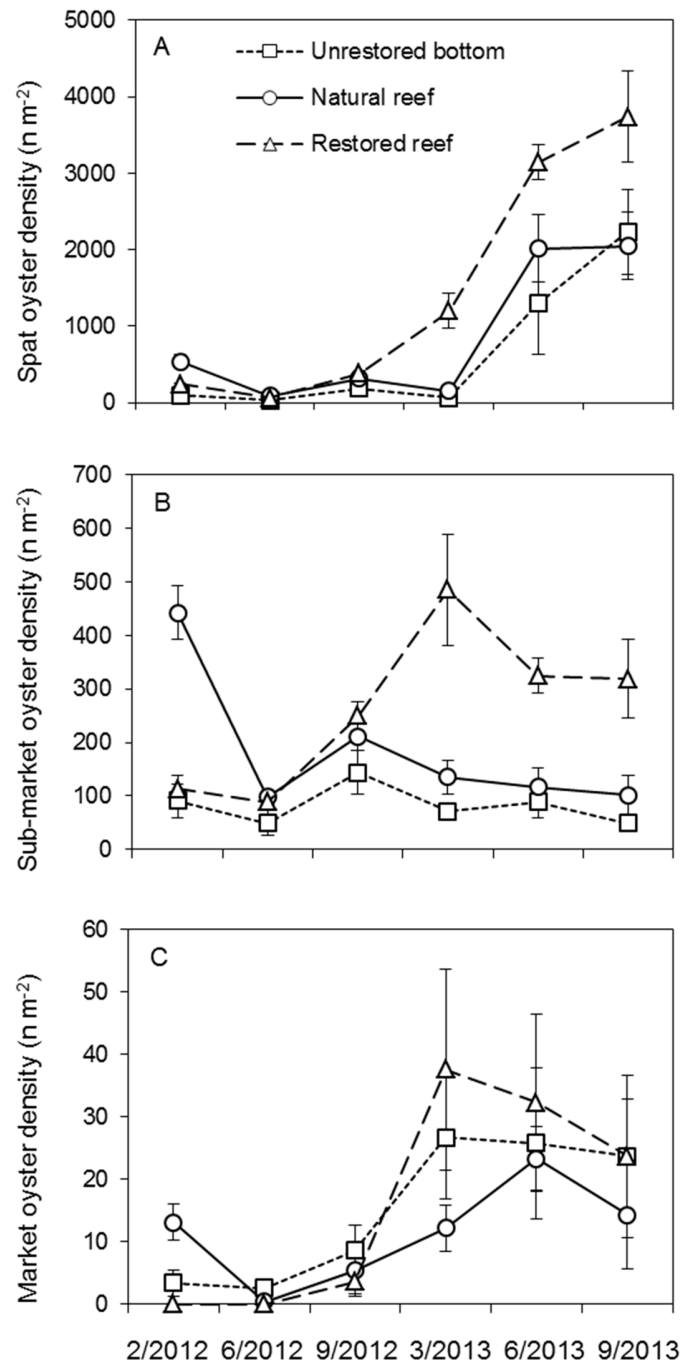 A
Unrestored bottom
Natural reef
Restored reef
Spat oyster density (n m-2)
5000
4000
3000
2000
1000
0
B
Sub-market oyster density (n m-2)
700
600
500
400
300
200
100
0
C
Market oyster density (n m-2)
60
50
40
30
20
10
0
2/2012 6/2012 9/2012 3/2013 6/2013 9/2013